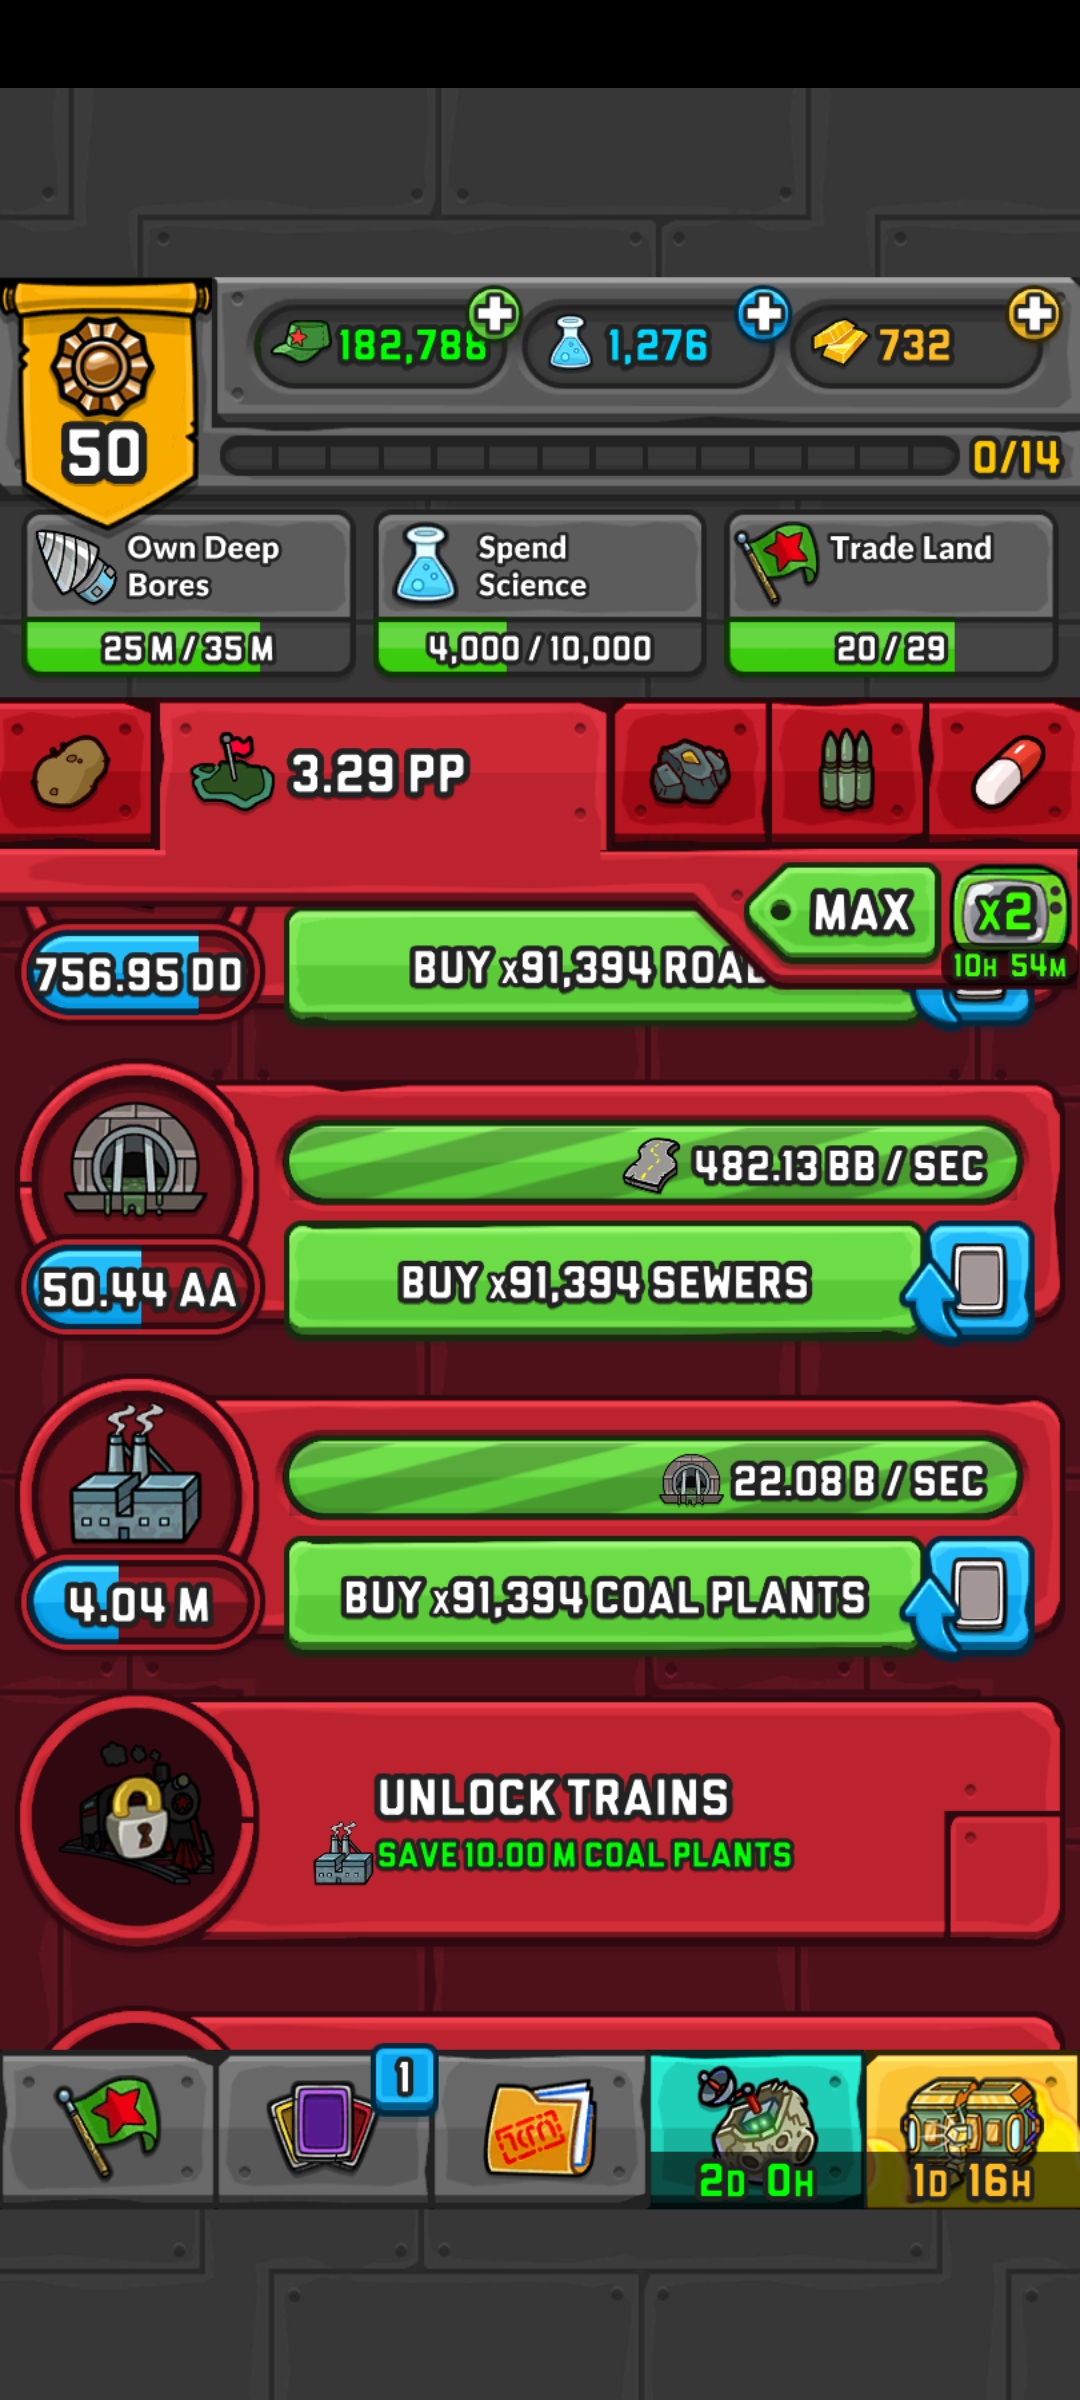 182,788
1,276
732
50
0/14
Own Deep
Bores
Spend
Science
Trade Land
25 M / 35 M
4,000 / 10,000
20 / 29
3.29 PP
MAX
x2
10H 54M
756.95 DD
BUY x91,394
482.13 BB / SEC
50.44 AA
BUY x91,394 SEWERS
22.08 B / SEC
4.04 M
BUY x91,394 COAL PLANTS
UNLOCK TRAINS
SAVE 10.00 M COAL PLANTS
1
2D 0H
1D 16H